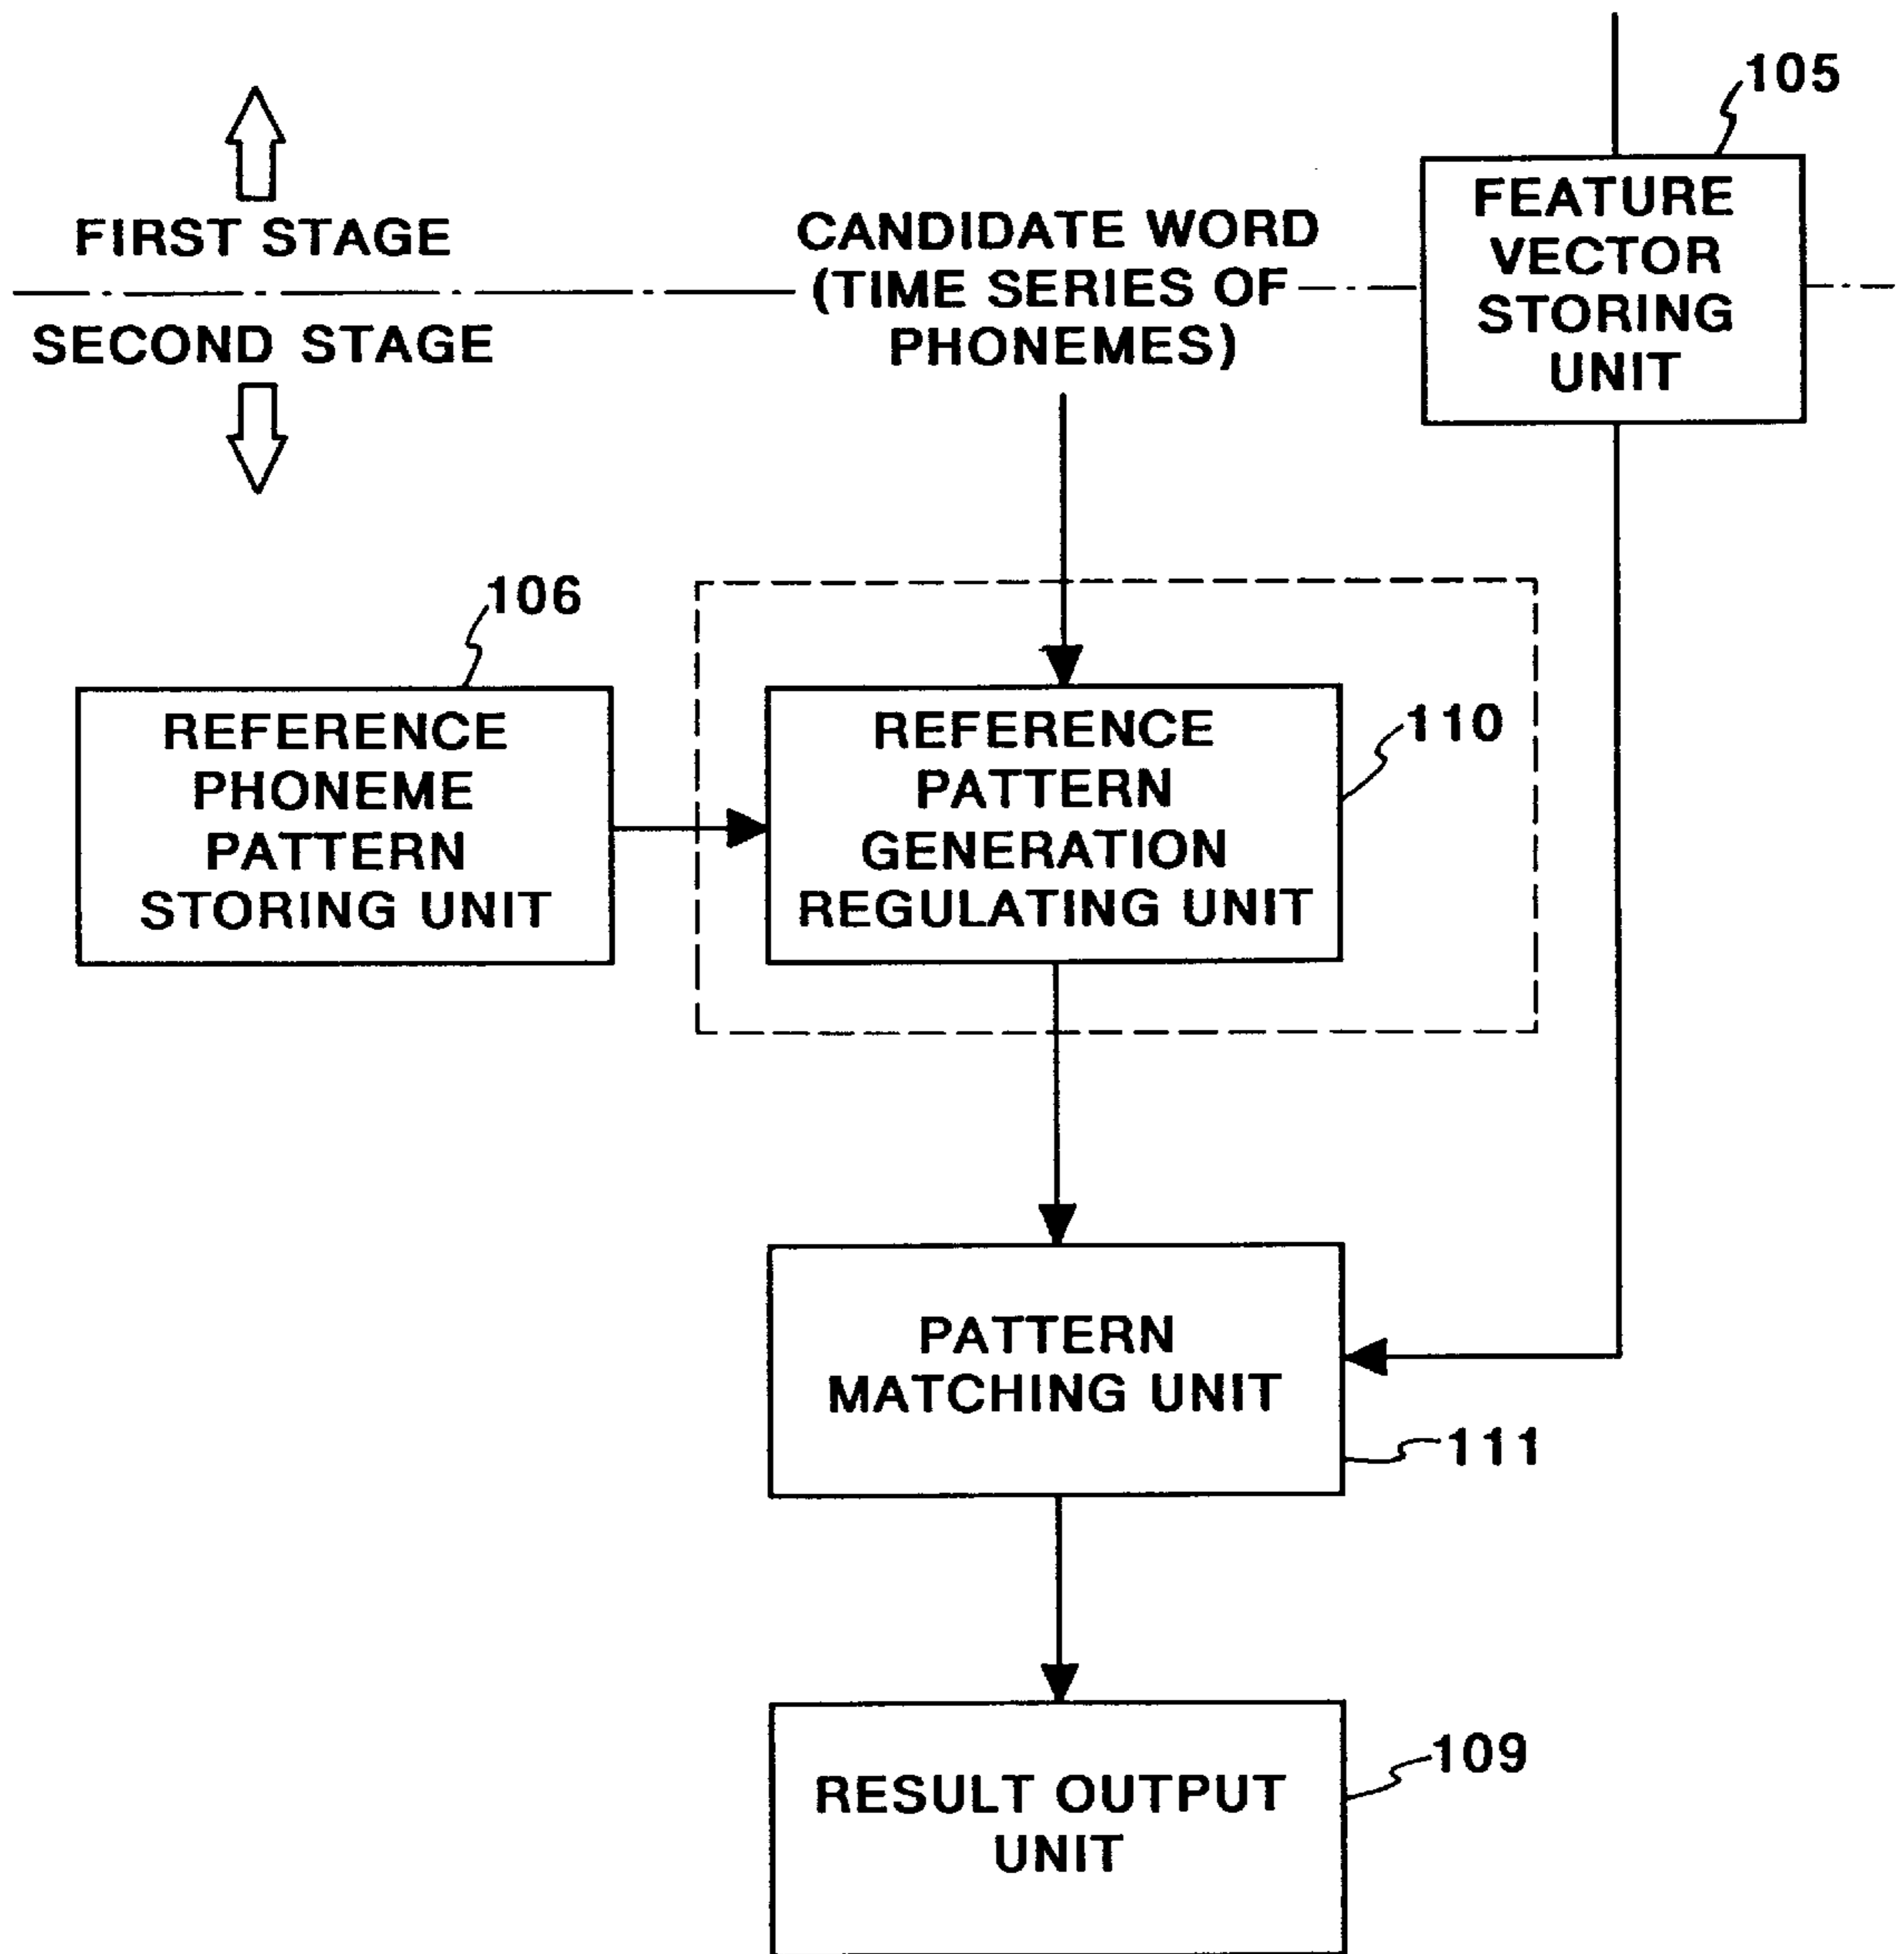 105
FEATURE
VECTOR
STORING
UNIT
FIRST STAGE
SECOND STAGE
CANDIDATE WORD
(TIME SERIES OF
PHONEMES)
106
REFERENCE
PHONEME
PATTERN
STORING UNIT
REFERENCE
PATTERN
GENERATION
REGULATING UNIT
110
PATTERN
MATCHING UNIT
111
RESULT OUTPUT
UNIT
109